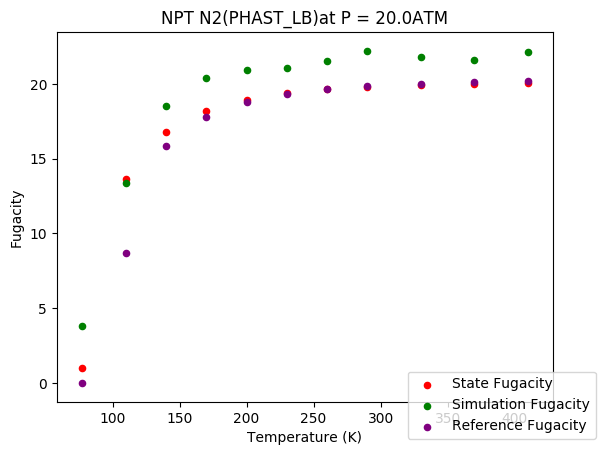 NPT N2(PHAST_LB)at P = 20.0ATM
Fugacity
20
15
10
5
0
100 150 200 250 300 350 400
Temperature (K)
State Fugacity
Simulation Fugacity
Reference Fugacity